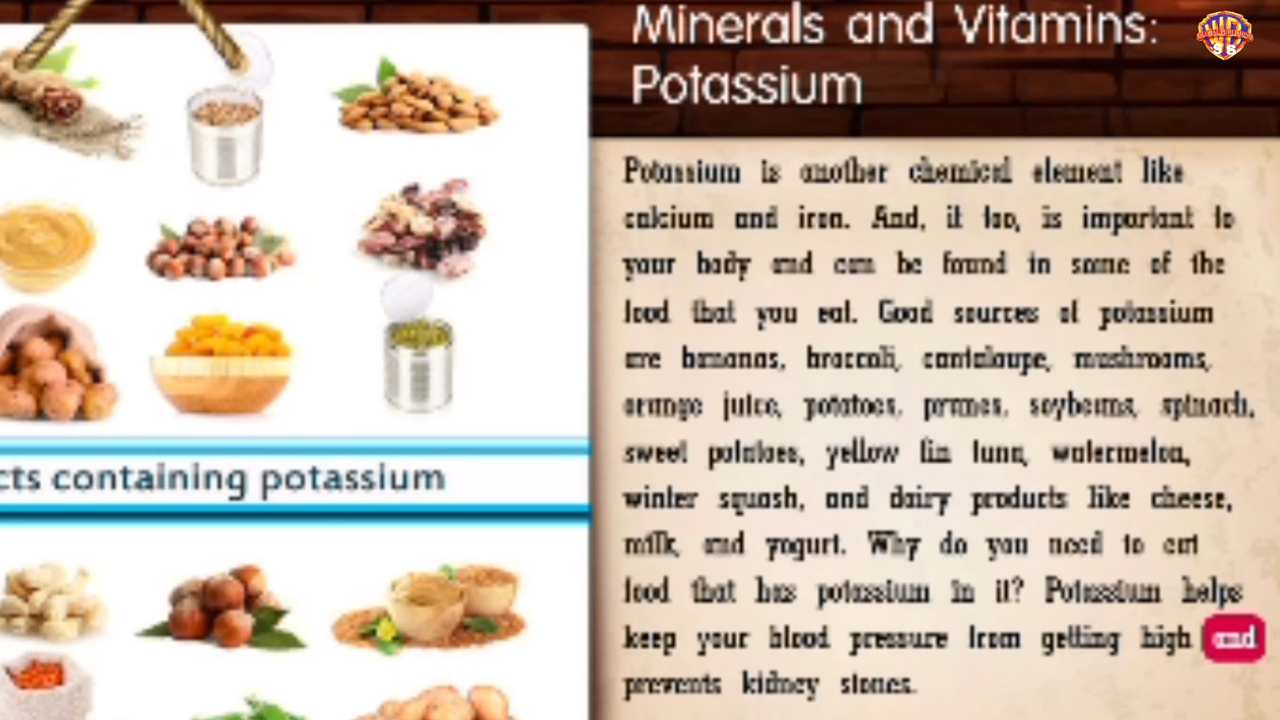 Minerals and Vitamins:
Potassium
Potassium is another chemical element like
calcium and iron. And, it too, is important to
your body and can be found in some of the
food that you eat. Good sources of potassium
are bananas, broccoli, cantaloupe, mushrooms,
orange juice, potatoes, prunes, soybeans, spinach,
sweet potatoes, yellow fin tuna, watermelon,
winter squash, and dairy products like cheese,
milk, and yogurt. Why do you need to eat
food that has potassium in it? Potassium helps
keep your blood pressure from getting high and
prevents kidney stones.
cts containing potassium